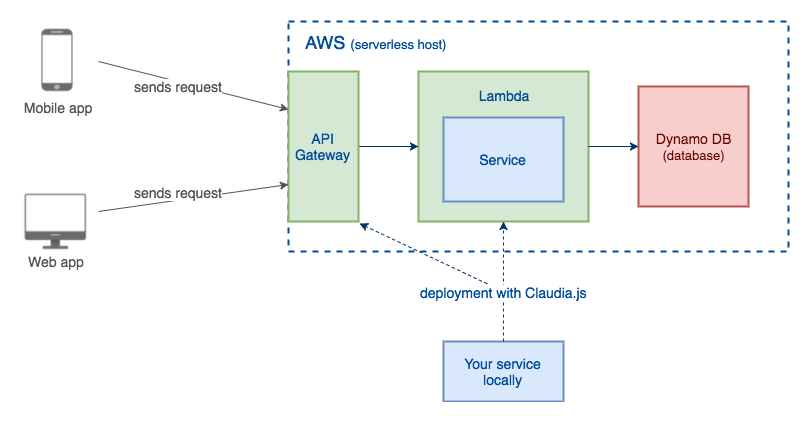 AWS (serverless host)
Mobile app
sends request
API
Gateway
Lambda
Service
Dynamo DB
(database)
sends request
Web app
deployment with Claudia.js
Your service
locally